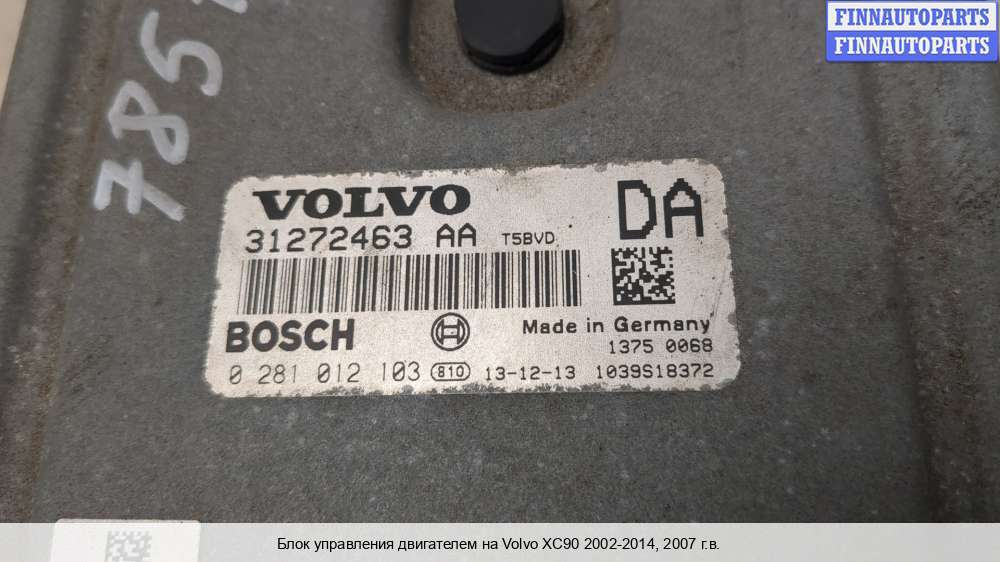 FINNAUTOPARTS
FINNAUTOPARTS
785
VOLVO
DA
31272463 AA T5BVD
BOSCH
Made in Germany
1375 0068
0 281 012 103 810 13-12-13 1039S18372
Блок управления двигателем на Volvo XC90 2002-2014, 2007 г.в.